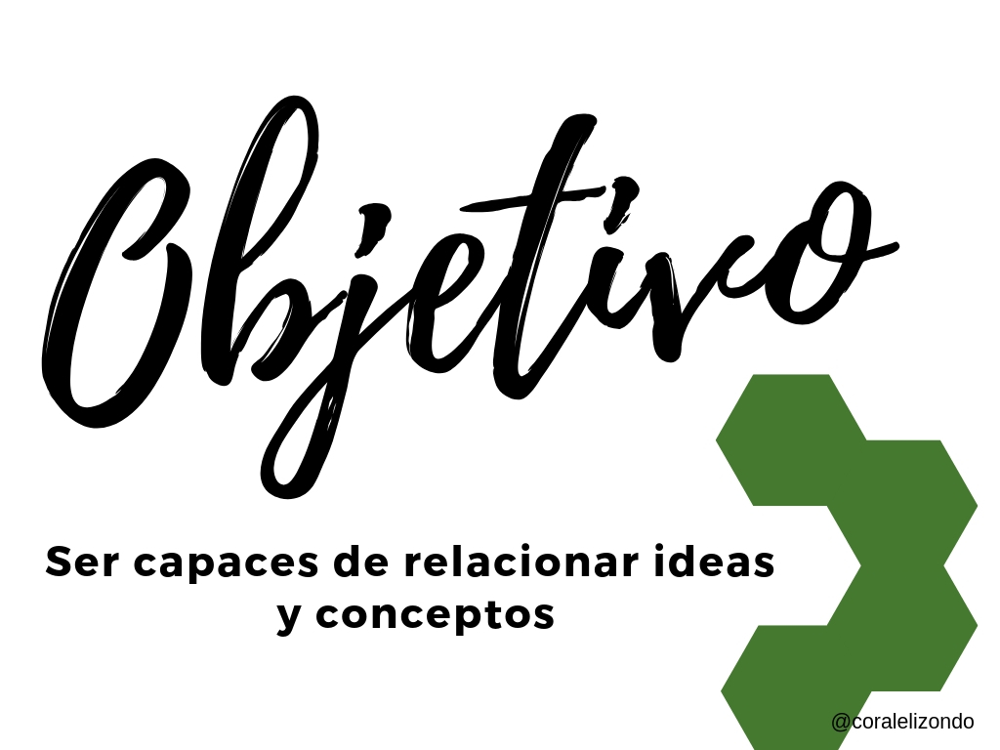 Objetivo
Ser capaces de relacionar ideas
y conceptos
@coralelizondo